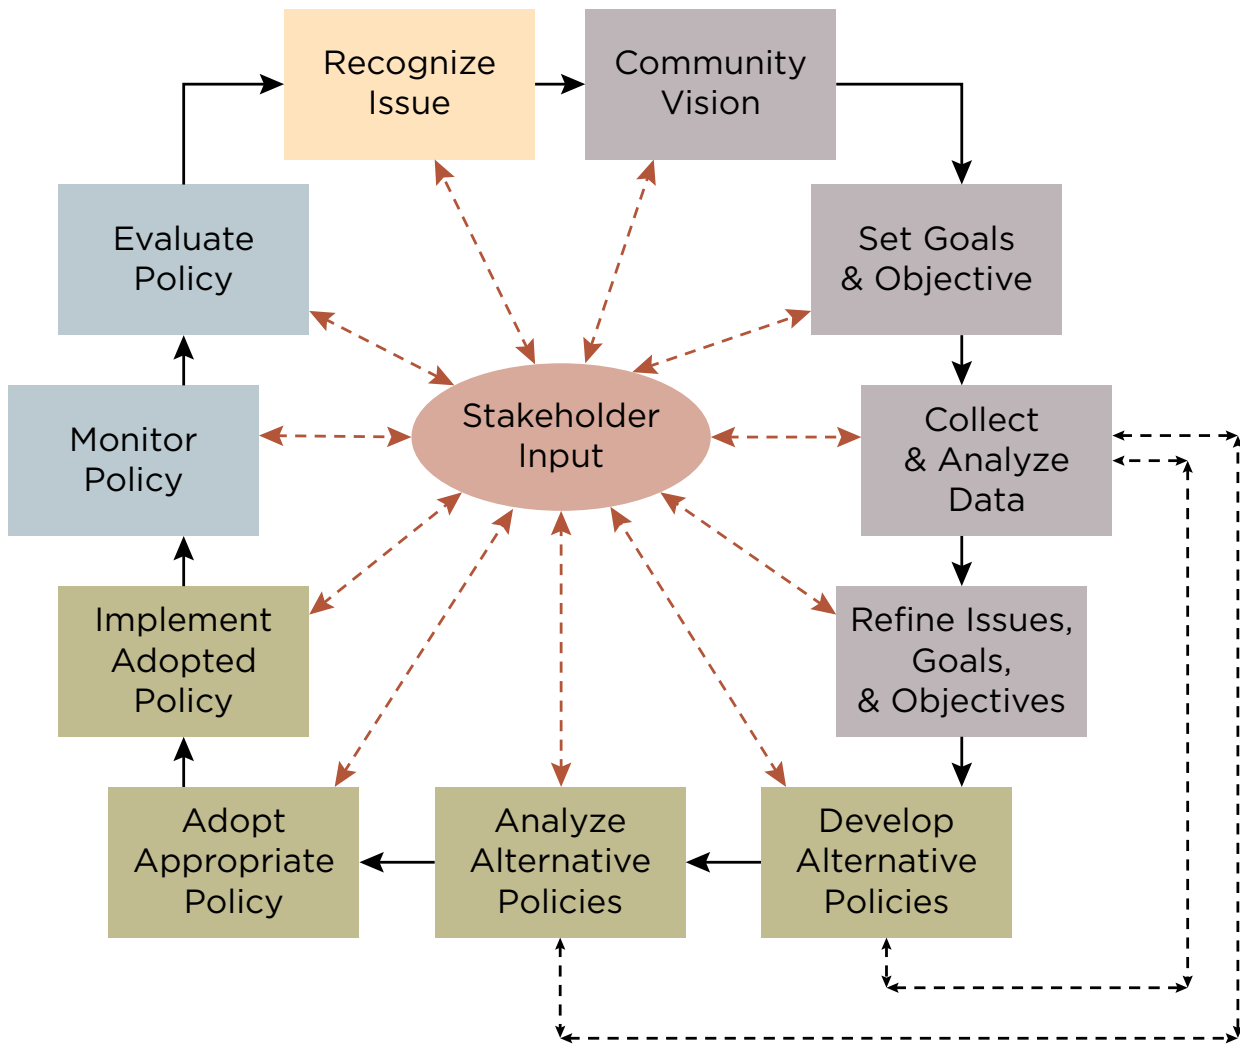 Recognize
Issue
Community
Vision
Set Goals
& Objective
Collect
& Analyze
Data
Refine Issues,
Goals,
& Objectives
Develop
Alternative
Policies
Analyze
Alternative
Policies
Adopt
Appropriate
Policy
Implement
Adopted
Policy
Monitor
Policy
Evaluate
Policy
Stakeholder
Input